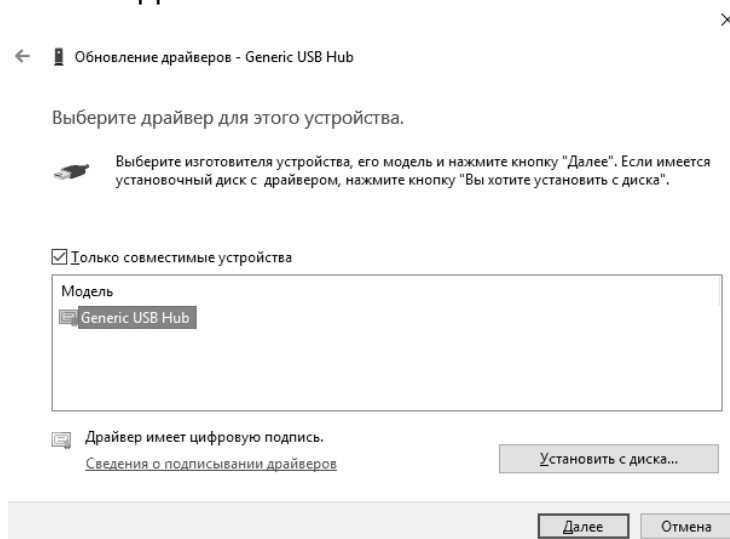 Обновление драйверов - Generic USB Hub
Выберите драйвер для этого устройства.
Выберите изготовителя устройства, его модель и нажмите кнопку "Далее". Если имеется
установочный диск с драйвером, нажмите кнопку "Вы хотите установить с диска".
Только совместимые устройства
Модель
Generic USB Hub
Драйвер имеет цифровую подпись.
Сведения о подписывании драйверов
Установить с диска...
Далее
Отмена